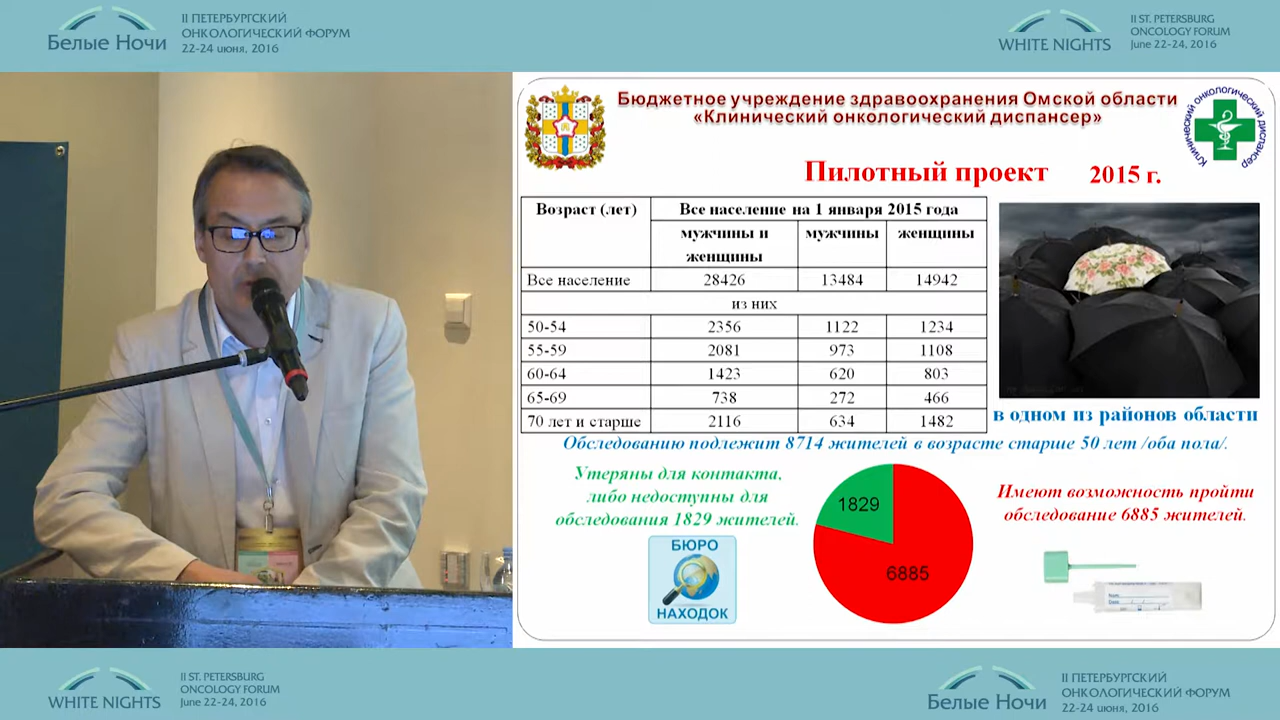 Белые Ночи
II ПЕТЕРБУРГСКИЙ
ОНКОЛОГИЧЕСКИЙ ФОРУМ
22-24 июня, 2016
WHITE NIGHTS
II ST. PETERSBURG
ONCOLOGY FORUM
June 22-24, 2016
Бюджетное учреждение здравоохранения Омской области
«Клинический онкологический диспансер»
Клинический онкологический диспансер
Пилотный проект 2015 г.
Возраст (лет) Все население на 1 января 2015 года
мужчины и женщины мужчины женщины
Все население 28426 13484 14942
из них
50-54 2356 1122 1234
55-59 2081 973 1108
60-64 1423 620 803
65-69 738 272 466
70 лет и старше 2116 634 1482
в одном из районов области
Обследованию подлежит 8714 жителей в возрасте старше 50 лет /оба пола/.
Утеряны для контакта,
либо недоступны для
обследования 1829 жителей.
БЮРО
НАХОДОК
1829
6885
Имеют возможность пройти
обследование 6885 жителей.
WHITE NIGHTS
II ST. PETERSBURG
ONCOLOGY FORUM
June 22-24, 2016
Белые Ночи
II ПЕТЕРБУРГСКИЙ
ОНКОЛОГИЧЕСКИЙ ФОРУМ
22-24 июня, 2016